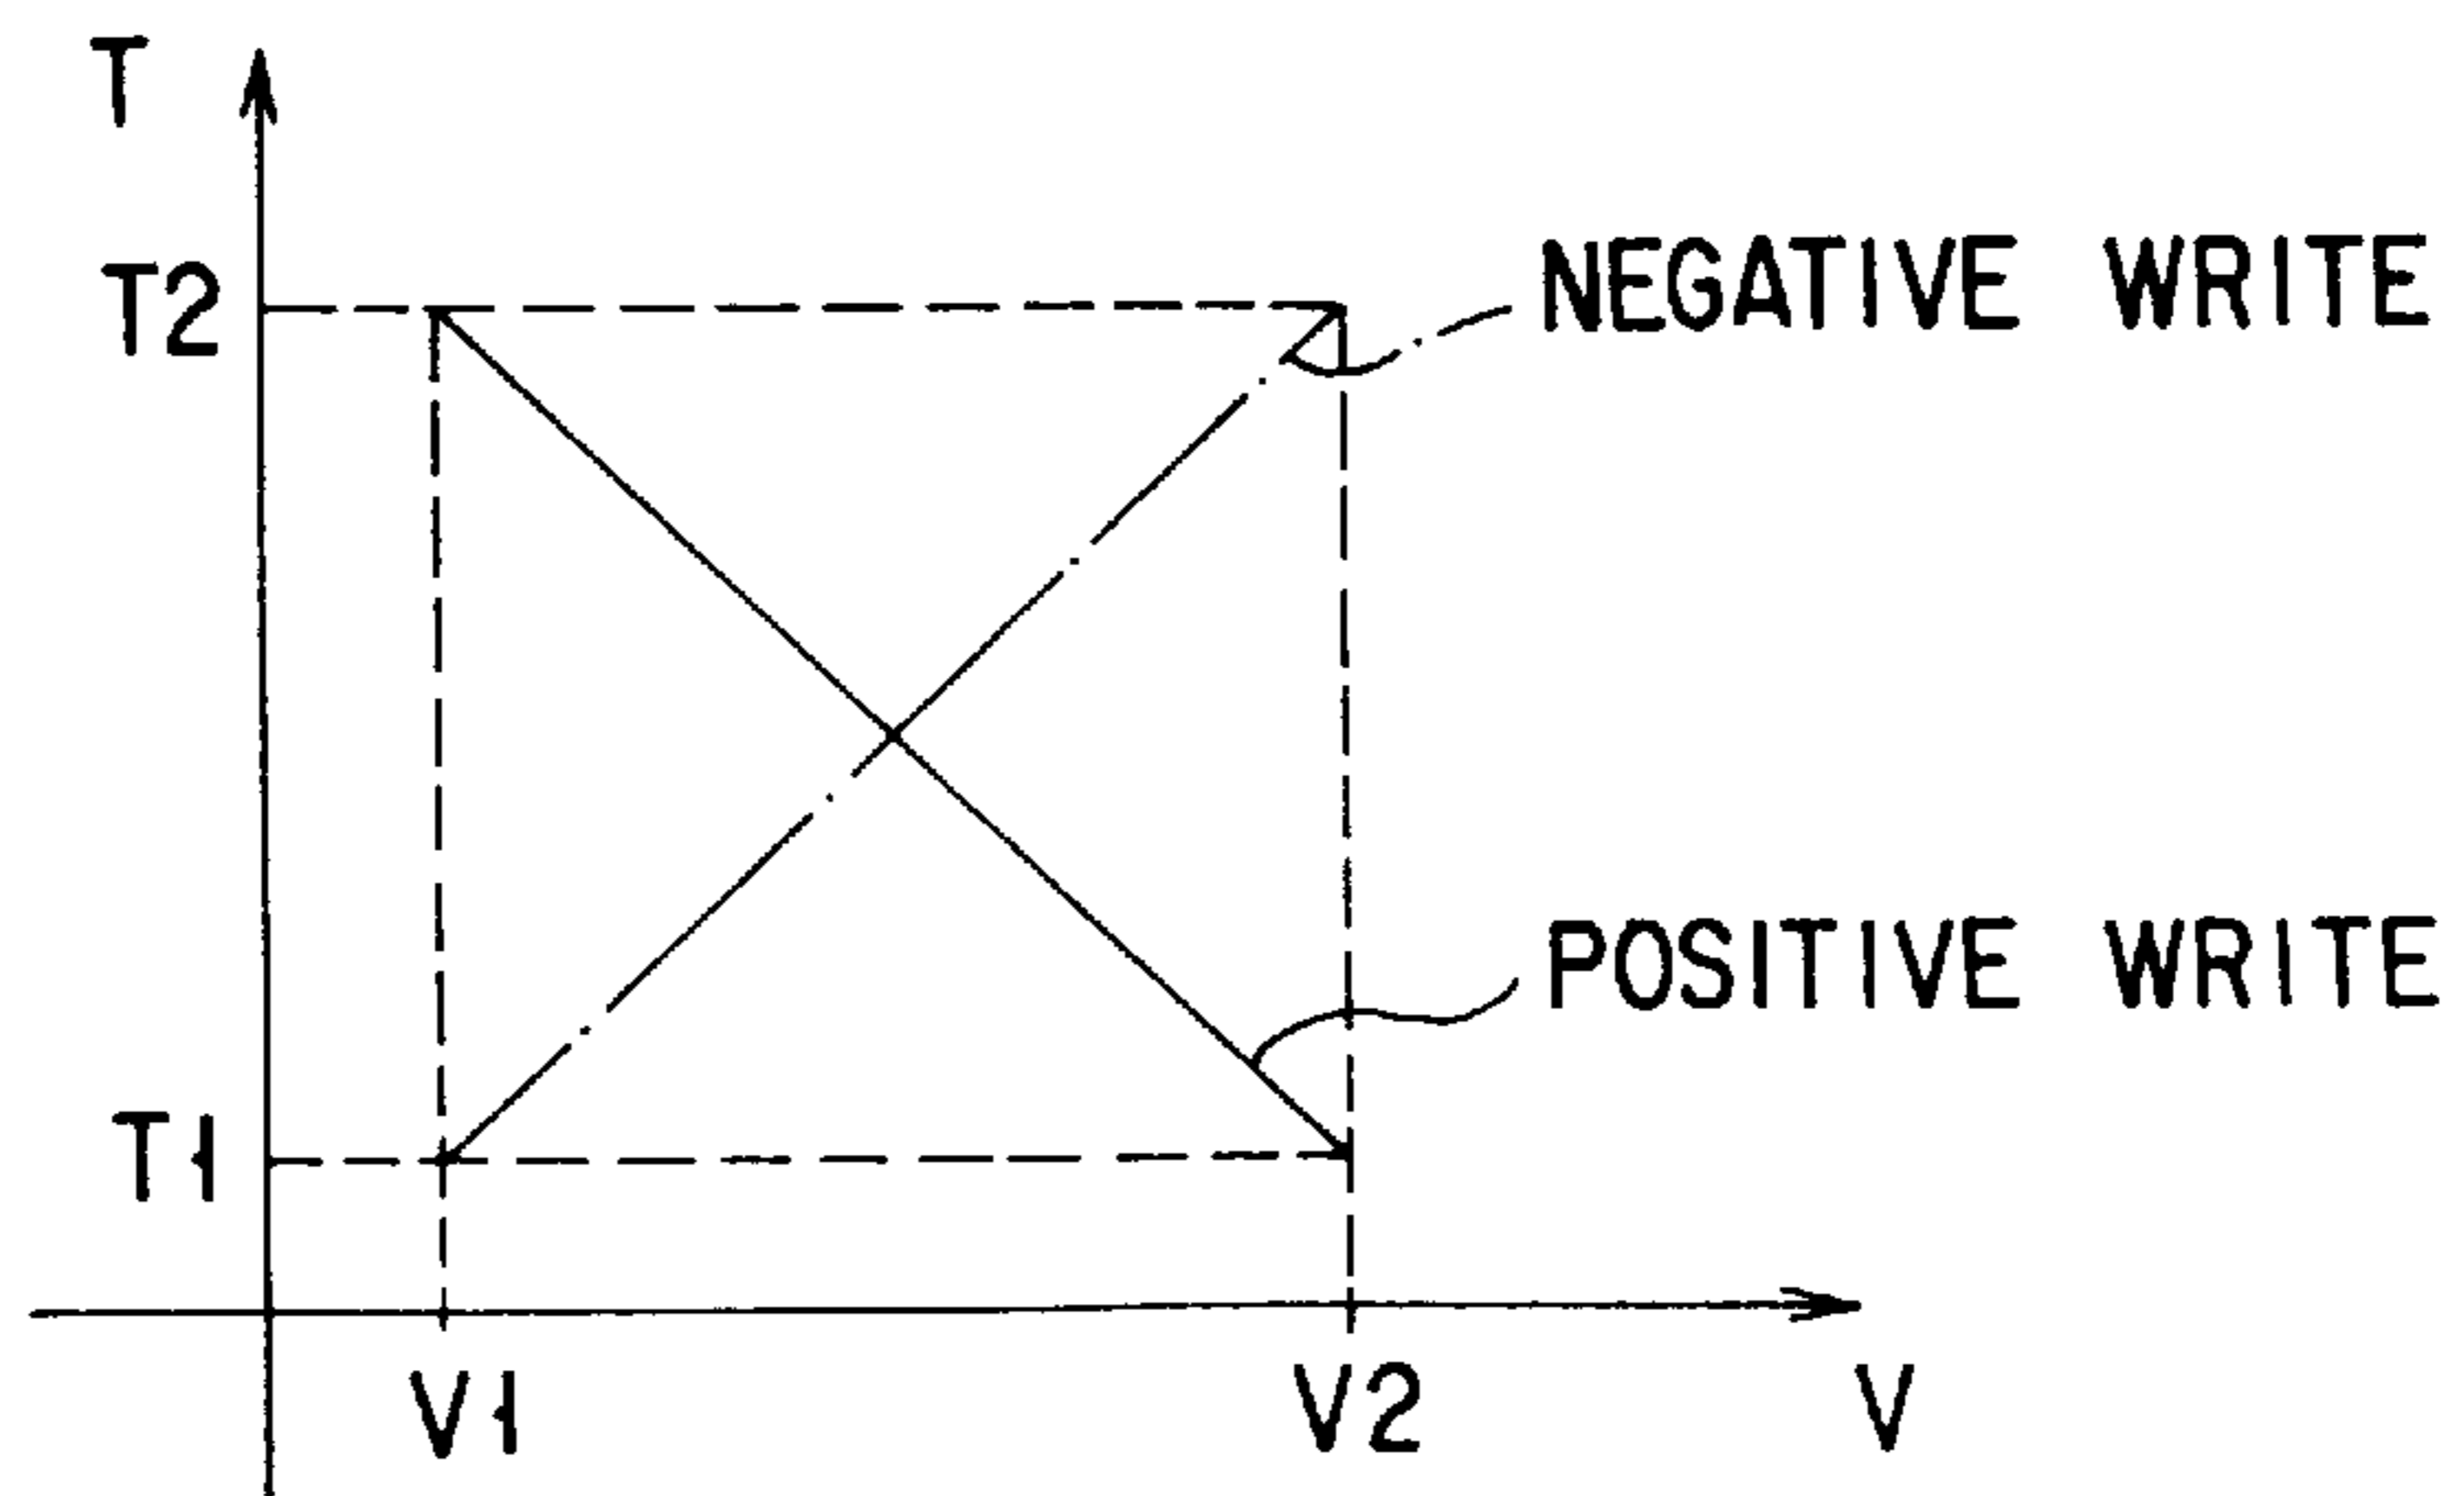 T
T2
NEGATIVE WRITE
POSITIVE WRITE
T1
V1
V2
V